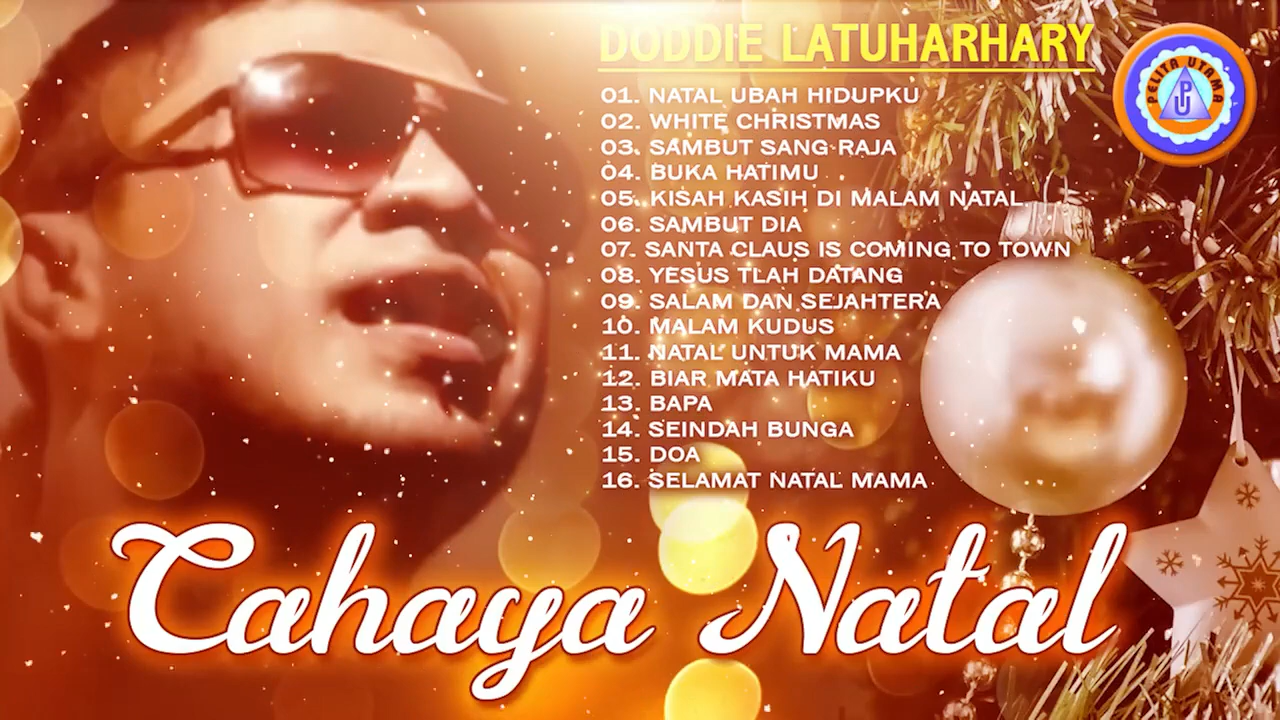 DODDIE LATUHARHARY
PELITA UTAMA
PU
01. NATAL UBAH HIDUPKU
02. WHITE CHRISTMAS
03. SAMBUT SANG RAJA
04. BUKA HATIMU
05. KISAH KASIH DI MALAM NATAL
06. SAMBUT DIA
07. SANTA CLAUS IS COMING TO TOWN
08. YESUS TLAH DATANG
09. SALAM DAN SEJAHTERA
10. MALAM KUDUS
11. NATAL UNTUK MAMA
12. BIAR MATA HATIKU
13. BAPA
14. SEINDAH BUNGA
15. DOA
16. SELAMAT NATAL MAMA
Cahaya Natal